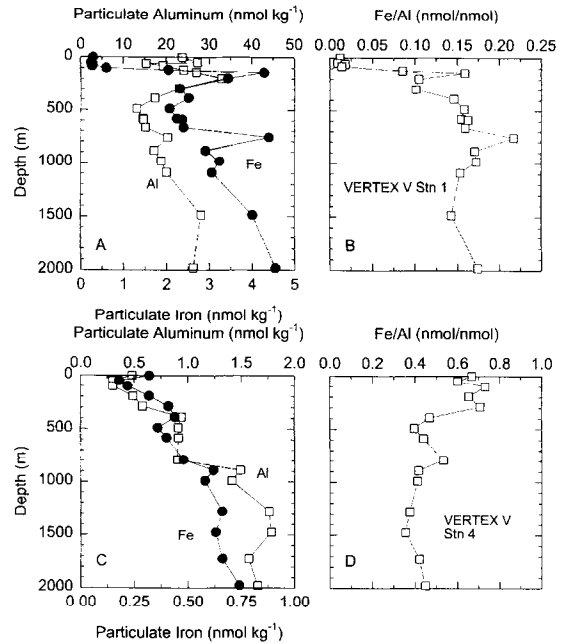 Particulate Aluminum (nmol kg⁻¹)
0 10 20 30 40 50
Fe/Al (nmol/nmol)
0.00 0.05 0.10 0.15 0.20 0.25
Depth (m)
0
500
1000
1500
2000
Al
Fe
A
VERTEX V Stn 1
B
0 1 2 3 4 5
Particulate Iron (nmol kg⁻¹)
Particulate Aluminum (nmol kg⁻¹)
0.0 0.5 1.0 1.5 2.0
Fe/Al (nmol/nmol)
0.0 0.2 0.4 0.6 0.8 1.0
Depth (m)
0
500
1000
1500
2000
Al
Fe
C
VERTEX V
Stn 4
D
0.00 0.25 0.50 0.75 1.00
Particulate Iron (nmol kg⁻¹)